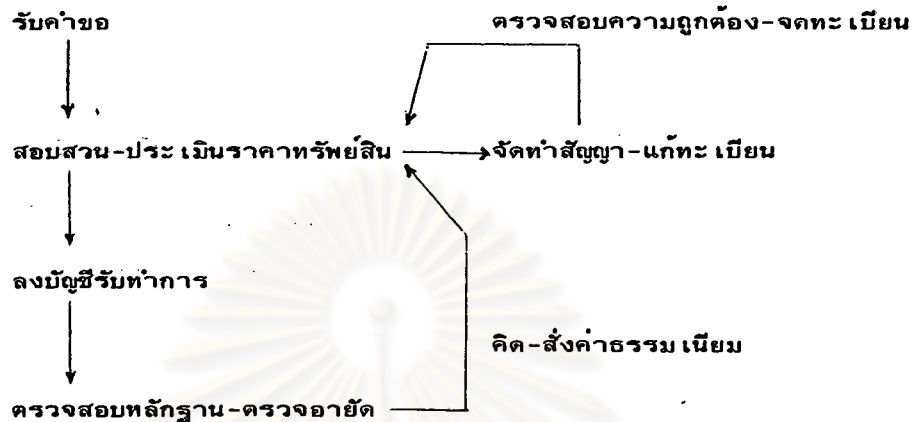 รับคำขอ
ตรวจสอบความถูกต้อง-จดทะเบียน
สอบสวน-ประเมินราคาทรัพย์สิน
จัดทำสัญญา-แก้ทะเบียน
ลงบัญชีรับทำการ
คิด-สั่งค่าธรรมเนียม
ตรวจสอบหลักฐาน-ตรวจอายัด